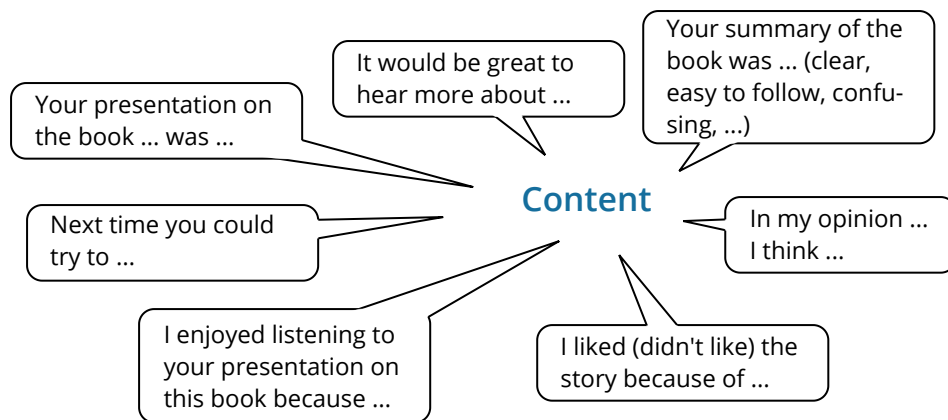 Your summary of the
book was ... (clear,
easy to follow, confu-
sing, ...)
It would be great to
hear more about ...
Your presentation on
the book ... was ...
Content
Next time you could
try to ...
In my opinion ...
I think ...
I enjoyed listening to
your presentation on
this book because ...
I liked (didn't like) the
story because of ...